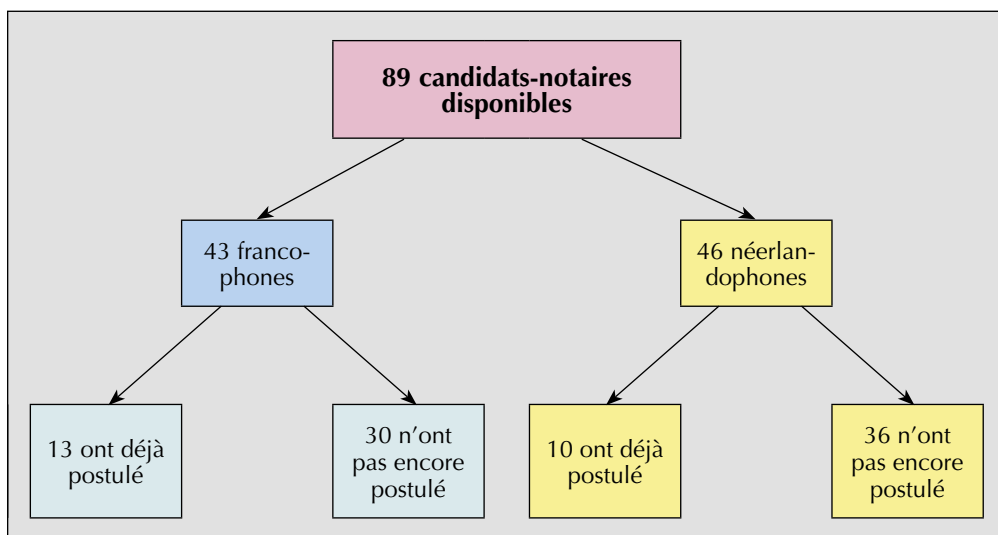 89 candidats-notaires
disponibles
43 franco-
phones
46 néerlan-
dophones
13 ont déjà
postulé
30 n’ont
pas encore
postulé
10 ont déjà
postulé
36 n’ont
pas encore
postulé